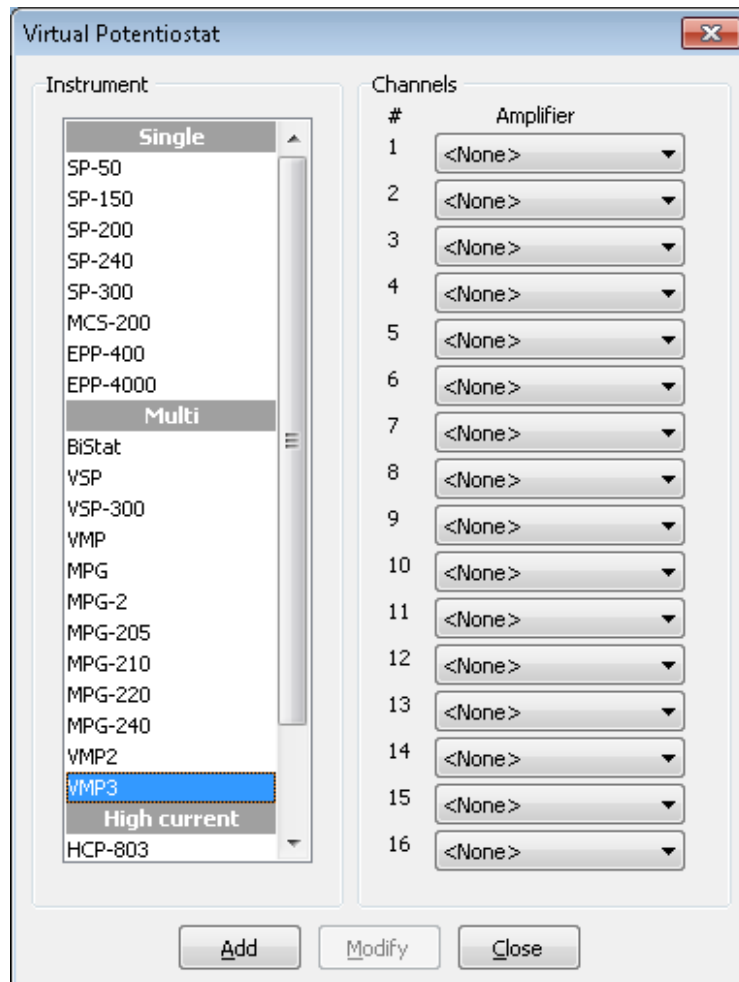 Virtual Potentiostat
Instrument
Single
SP-50
SP-150
SP-200
SP-240
SP-300
MCS-200
EPP-400
EPP-4000
Multi
BiStat
VSP
VSP-300
VMP
MPG
MPG-2
MPG-205
MPG-210
MPG-220
MPG-240
VMP2
VMP3
High current
HCP-803
Channels
# Amplifier
1 <None>
2 <None>
3 <None>
4 <None>
5 <None>
6 <None>
7 <None>
8 <None>
9 <None>
10 <None>
11 <None>
12 <None>
13 <None>
14 <None>
15 <None>
16 <None>
Add Modify Close